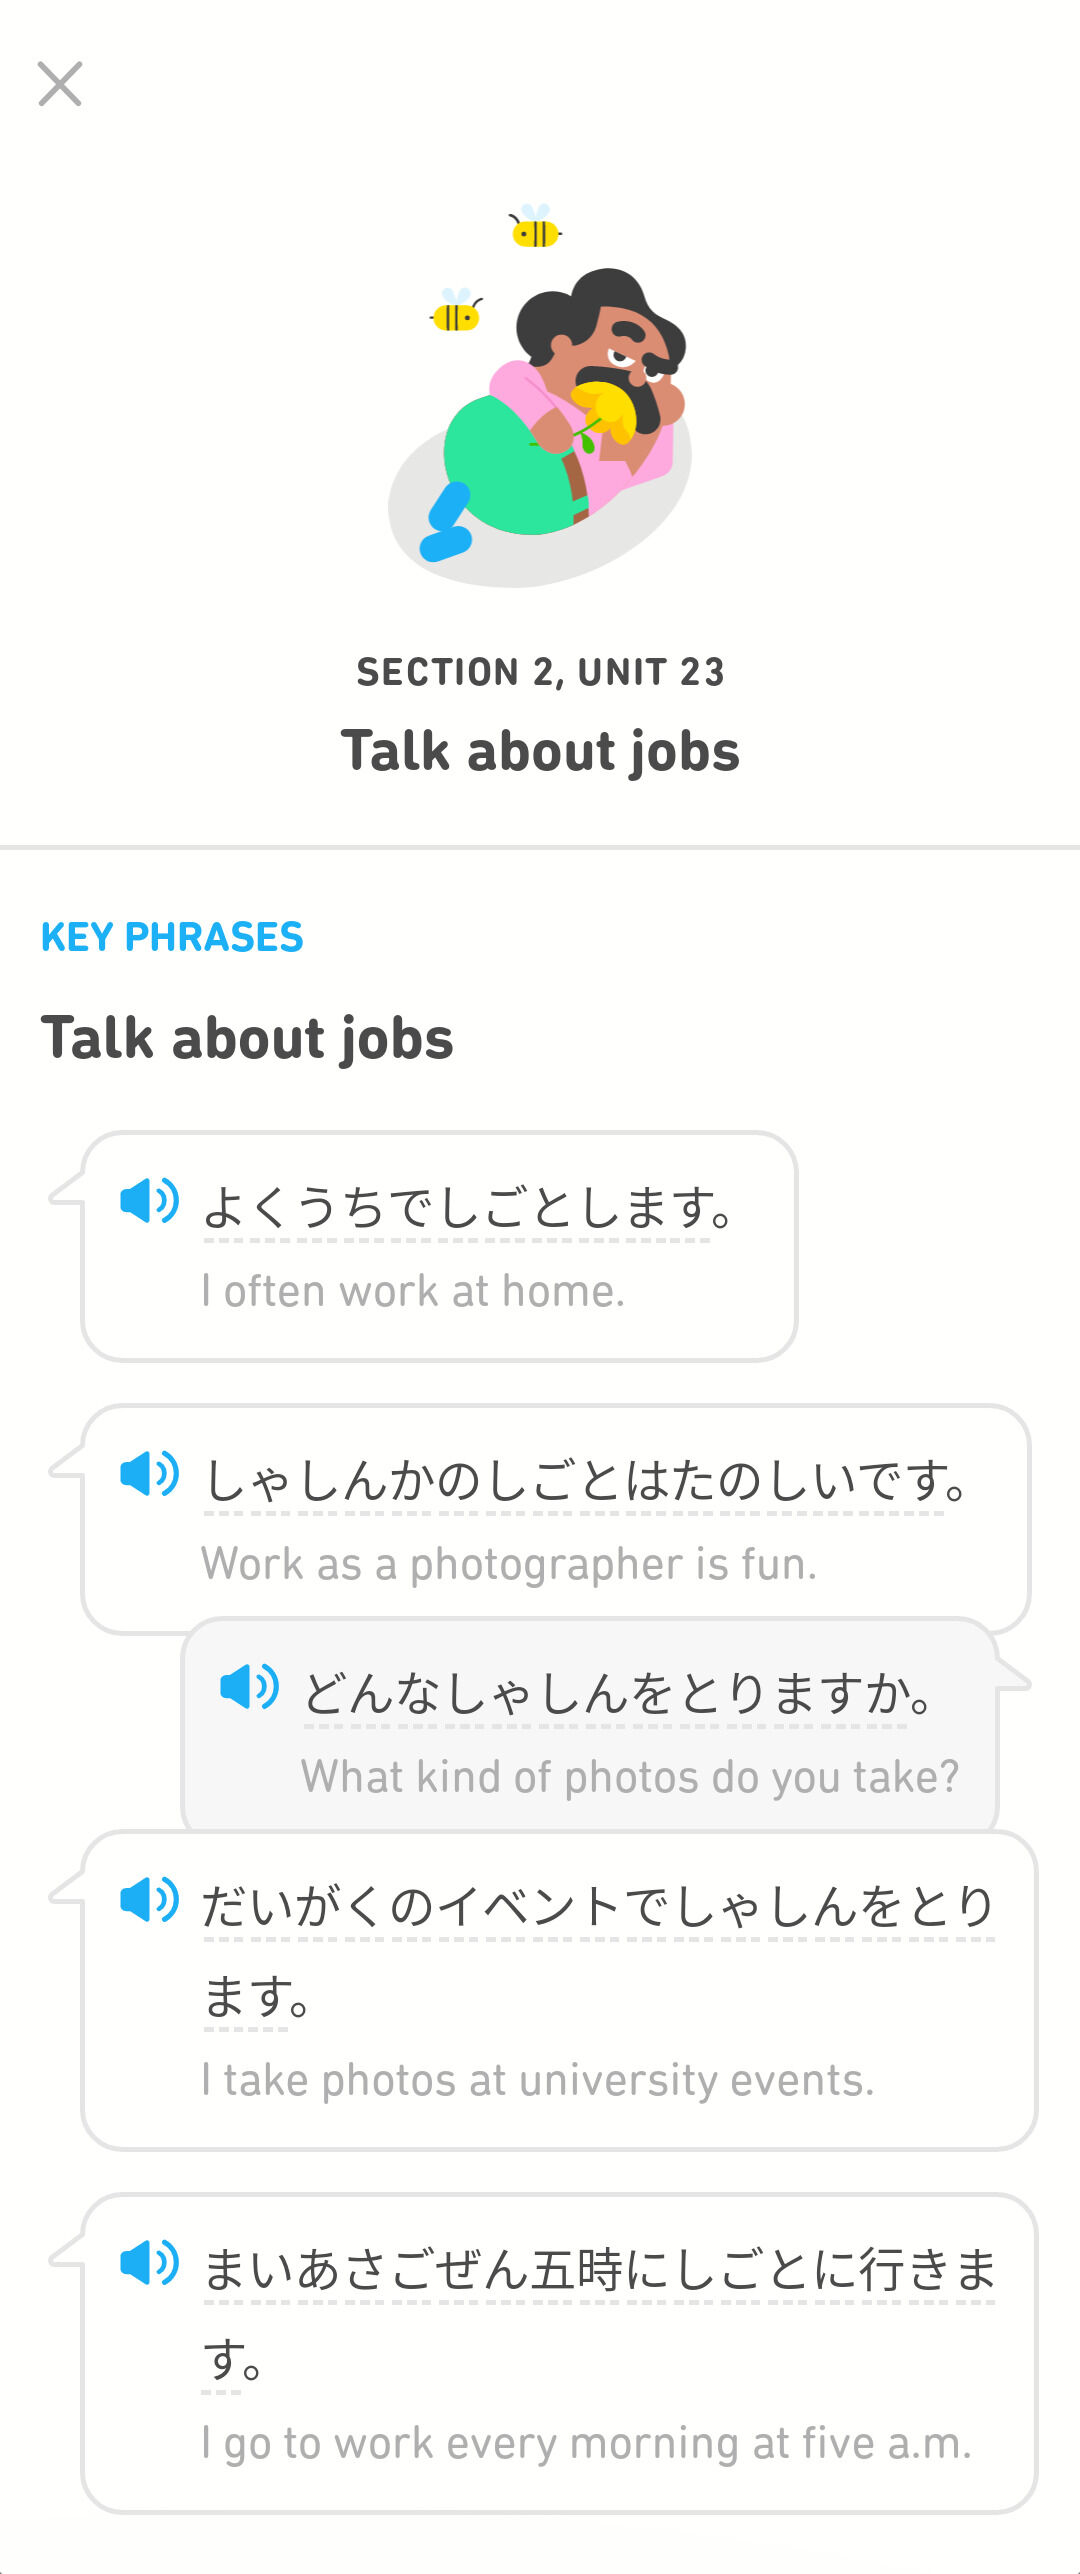 SECTION 2, UNIT 23
Talk about jobs
KEY PHRASES
Talk about jobs
よくうちでしごとします。
I often work at home.
しゃしんかのしごとはたのしいです。
Work as a photographer is fun.
どんなしゃしんをとりますか。
What kind of photos do you take?
だいがくのイベントでしゃしんをとり
ます。
I take photos at university events.
まいあさごぜん五時にしごとに行きま
す。
I go to work every morning at five a.m.